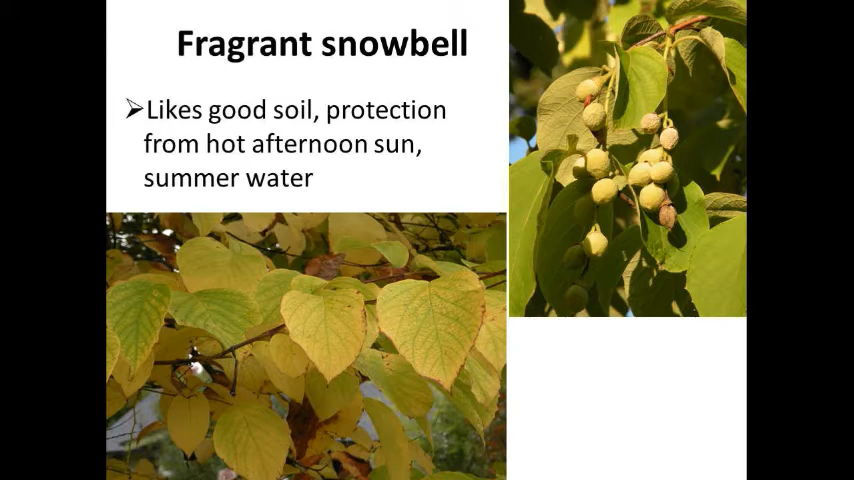 Fragrant snowbell
➢Likes good soil, protection
from hot afternoon sun,
summer water